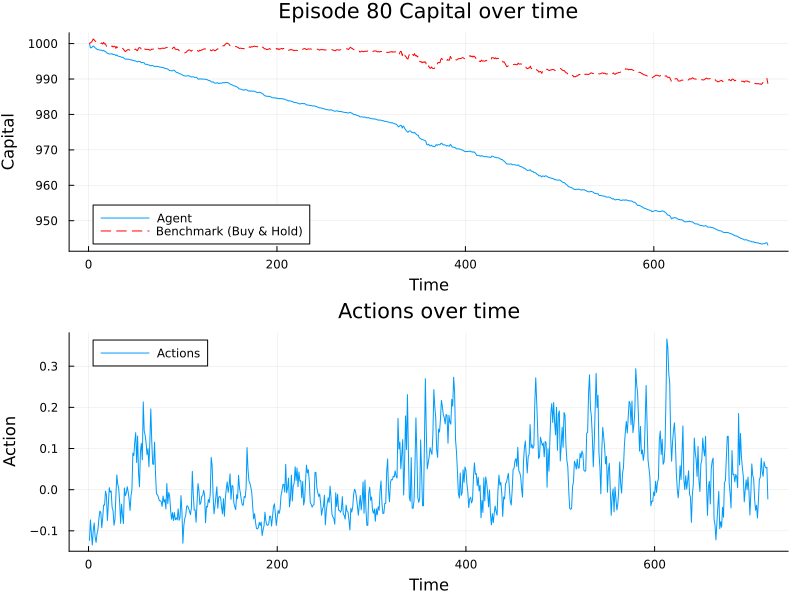 Episode 80 Capital over time
1000
990
980
970
960
950
Capital
Agent
Benchmark (Buy & Hold)
0 200 400 600
Time
Actions over time
Actions
0.3
0.2
0.1
0.0
−0.1
Action
0 200 400 600
Time